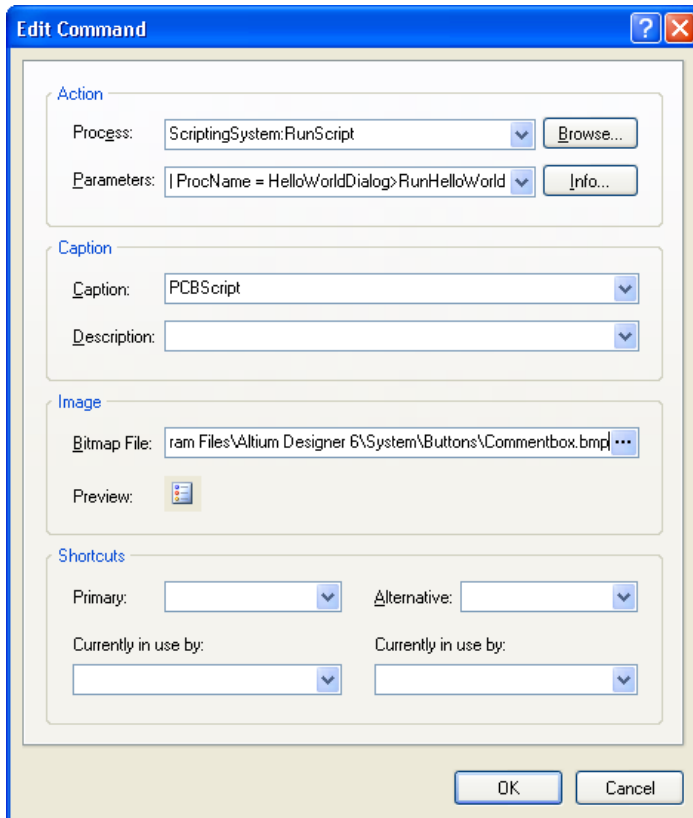 Edit Command
Action
Process: ScriptingSystem:RunScript Browse...
Parameters: | ProcName = HelloWorldDialog>RunHelloWorld Info...
Caption
Caption: PCBScript
Description:
Image
Bitmap File: ram Files\Altium Designer 6\System\Buttons\Commentbox.bmp ...
Preview:
Shortcuts
Primary: Alternative:
Currently in use by: Currently in use by:
OK Cancel